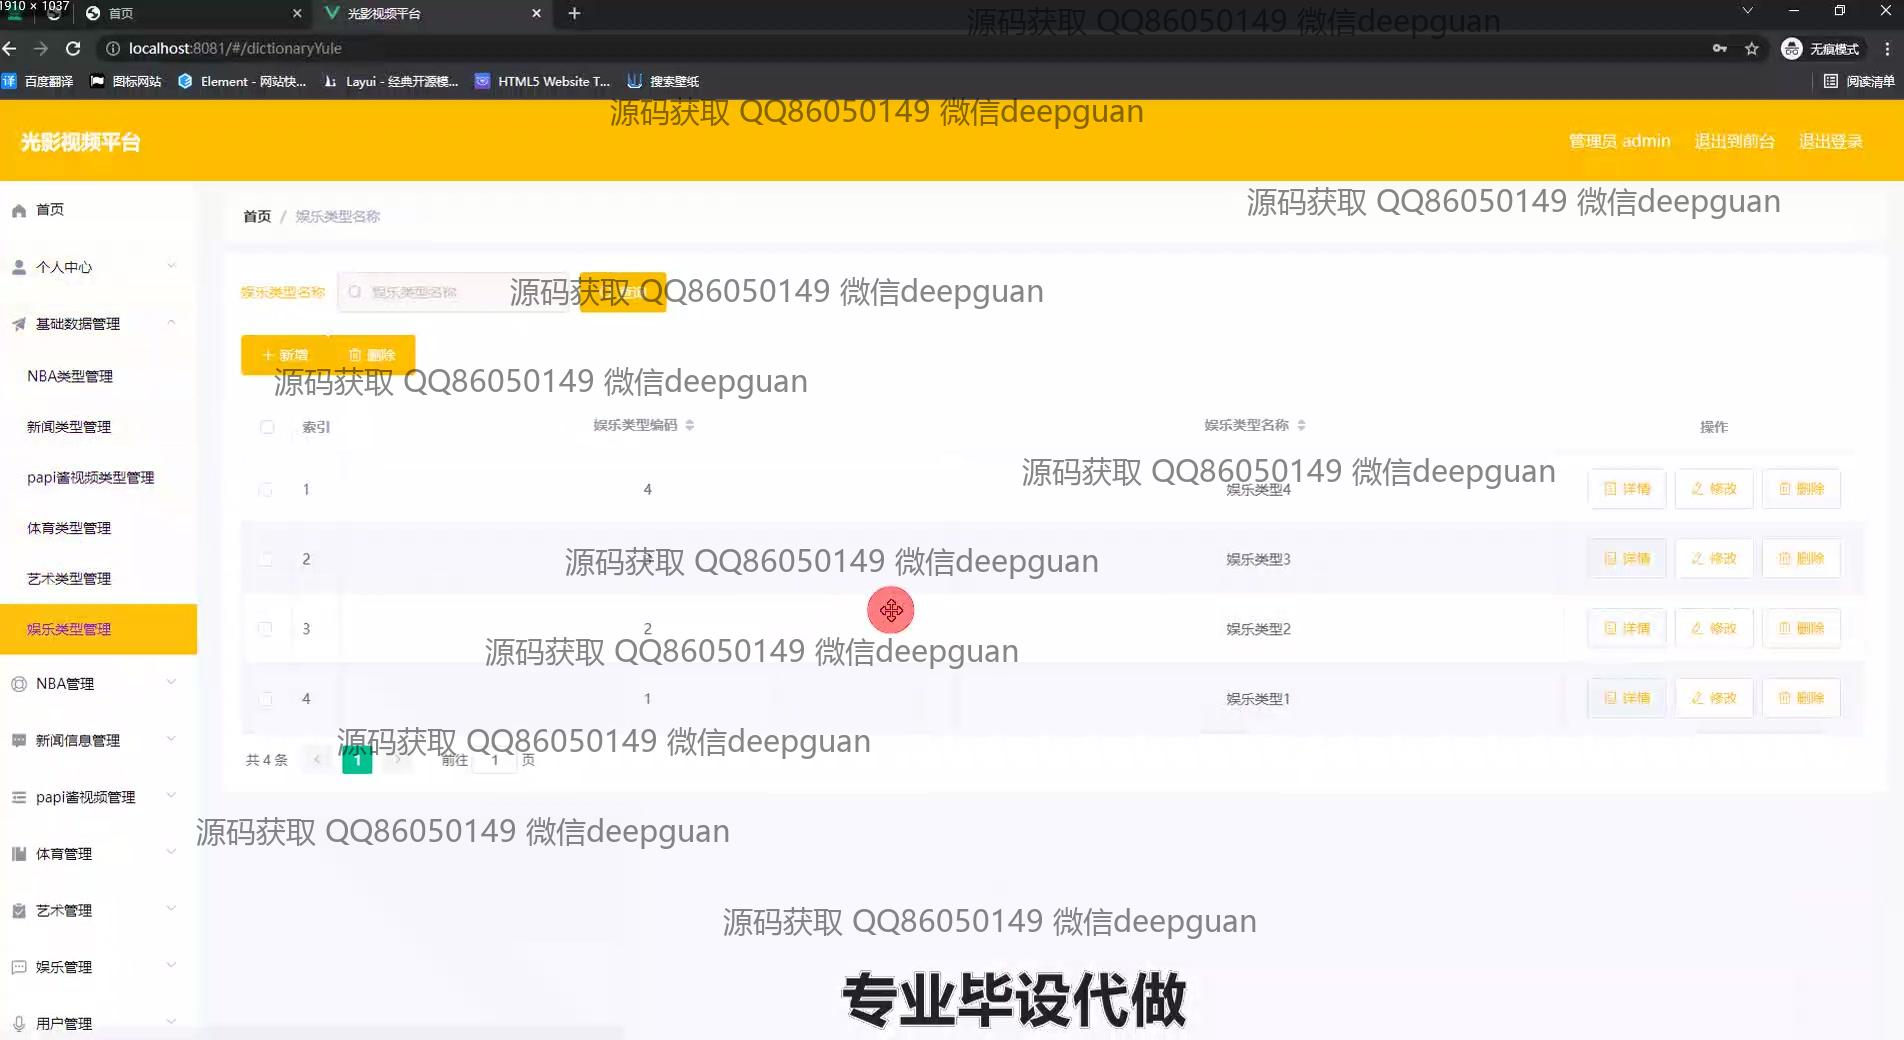 1910 × 1037
首页
光影视频平台
源码获取 QQ86050149 微信deepguan
localhost:8081/#/dictionaryYule
无痕模式
百度翻译
图标网站
Element - 网站快...
Layui - 经典开源模...
HTML5 Website T...
搜索壁纸
阅读清单
源码获取 QQ86050149 微信deepguan
光影视频平台
管理员 admin
退出到前台
退出登录
源码获取 QQ86050149 微信deepguan
首页
个人中心
基础数据管理
NBA类型管理
新闻类型管理
papi酱视频类型管理
体育类型管理
艺术类型管理
娱乐类型管理
NBA管理
新闻信息管理
papi酱视频管理
体育管理
艺术管理
娱乐管理
用户管理
首页 / 娱乐类型名称
娱乐类型名称
娱乐类型名称
源码获取 QQ86050149 微信deepguan
新增
删除
源码获取 QQ86050149 微信deepguan
索引 娱乐类型编码 娱乐类型名称 操作
源码获取 QQ86050149 微信deepguan
1 4 娱乐类型4 详情 修改 删除
源码获取 QQ86050149 微信deepguan
2 娱乐类型3 详情 修改 删除
3 2 娱乐类型2 详情 修改 删除
源码获取 QQ86050149 微信deepguan
4 1 娱乐类型1 详情 修改 删除
源码获取 QQ86050149 微信deepguan
共 4 条 1 前往 1 页
源码获取 QQ86050149 微信deepguan
源码获取 QQ86050149 微信deepguan
专业毕设代做